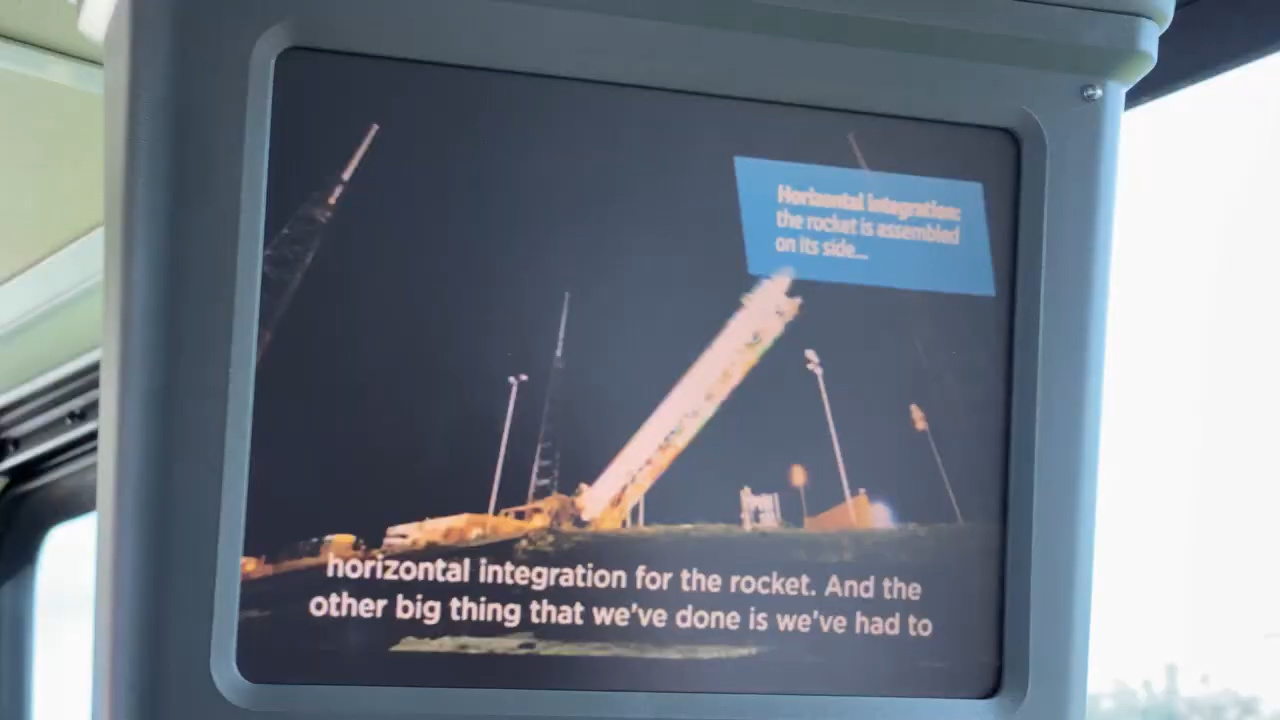 Horizontal integration:
the rocket is assembled
on its side...
horizontal integration for the rocket. And the
other big thing that we've done is we've had to